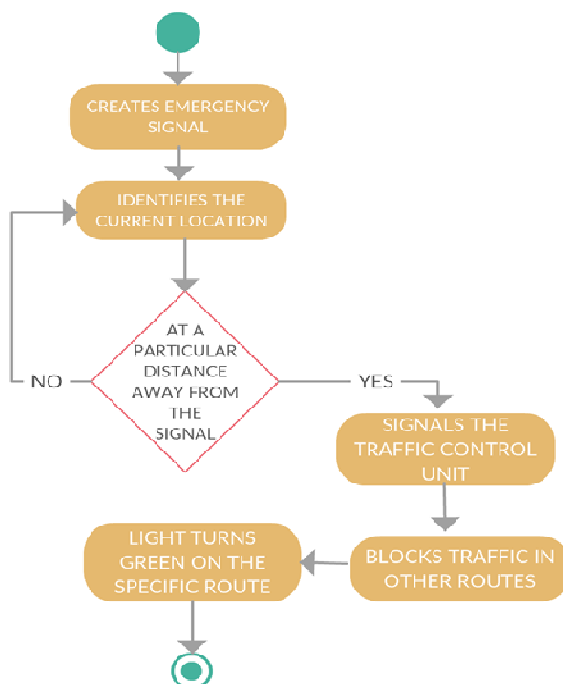 CREATES EMERGENCY
SIGNAL
IDENTIFIES THE
CURRENT LOCATION
AT A
PARTICULAR
DISTANCE
AWAY FROM
THE
SIGNAL
NO
YES
SIGNALS THE
TRAFFIC CONTROL
UNIT
BLOCKS TRAFFIC IN
OTHER ROUTES
LIGHT TURNS
GREEN ON THE
SPECIFIC ROUTE